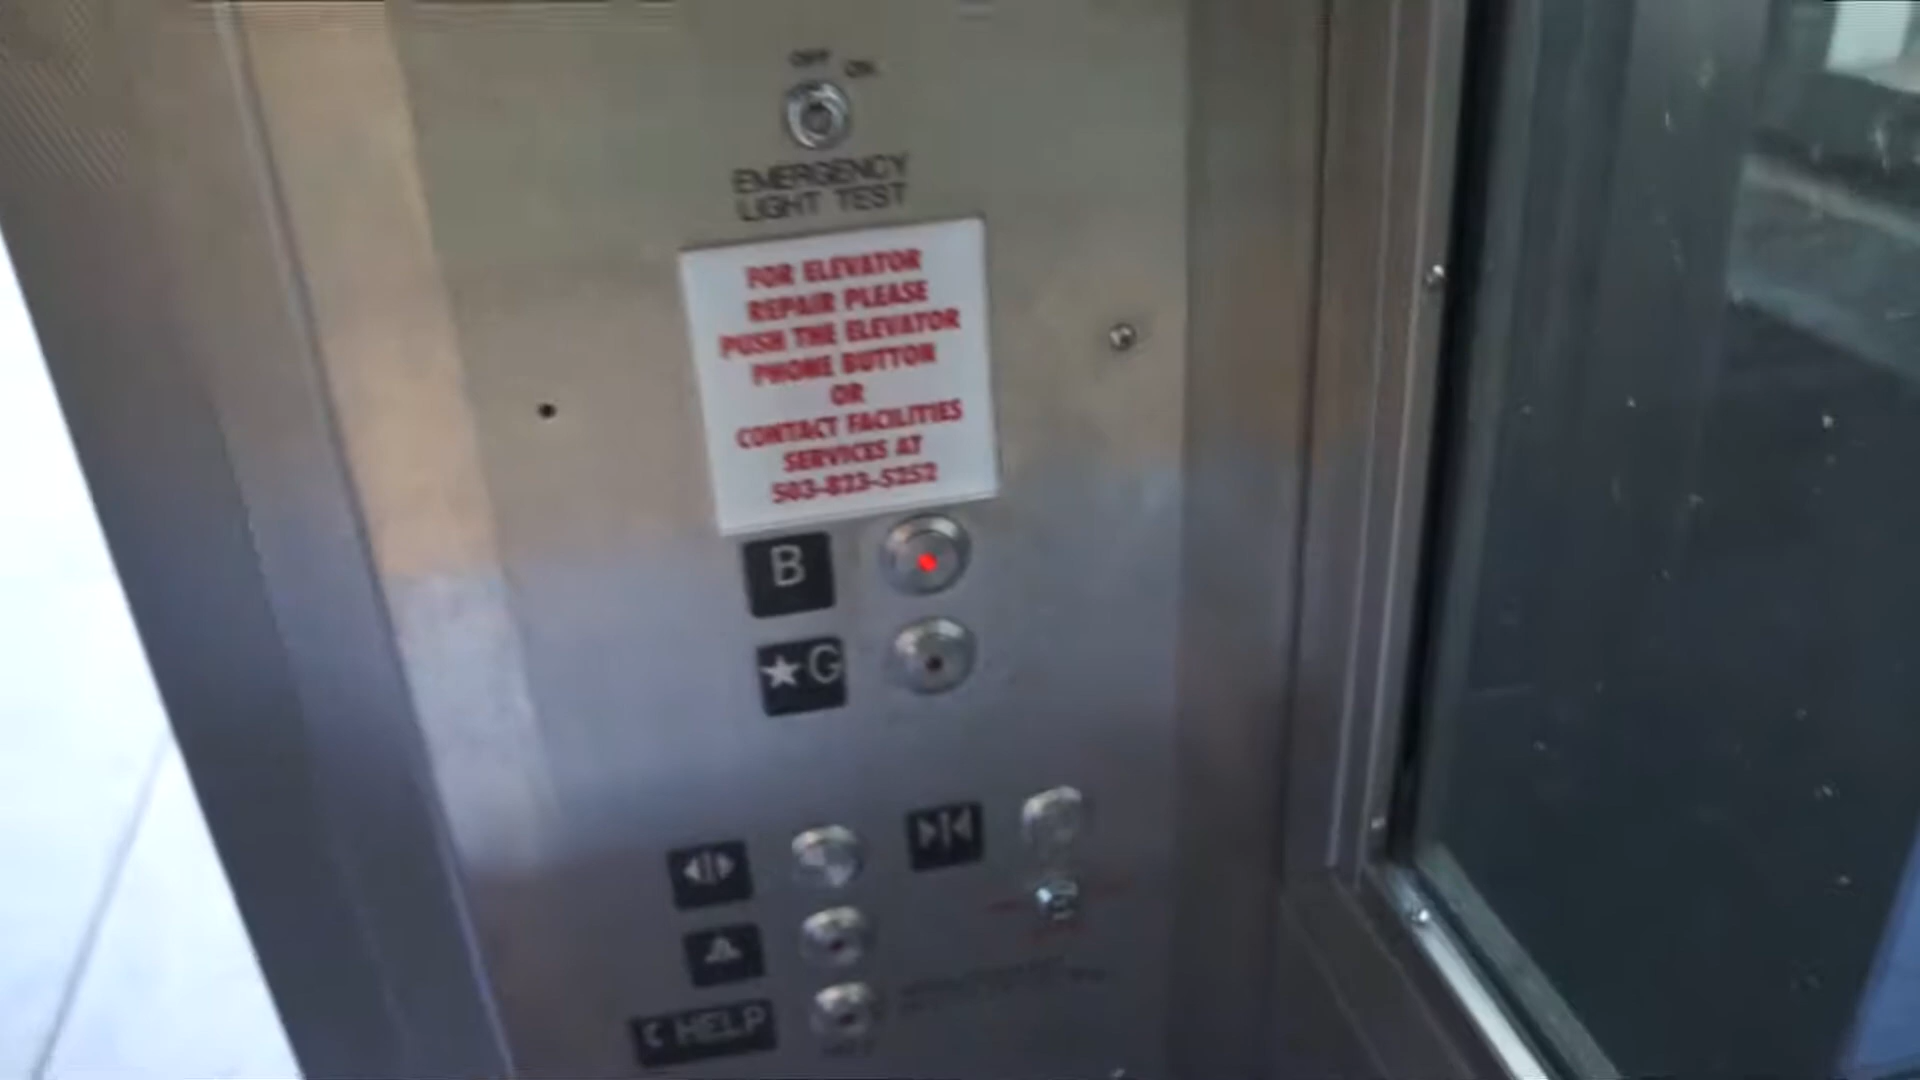 OFF ON
EMERGENCY
LIGHT TEST
FOR ELEVATOR
REPAIR PLEASE
PUSH THE ELEVATOR
PHONE BUTTON
OR
CONTACT FACILITIES
SERVICES AT
503-823-5252
B
★G
HELP